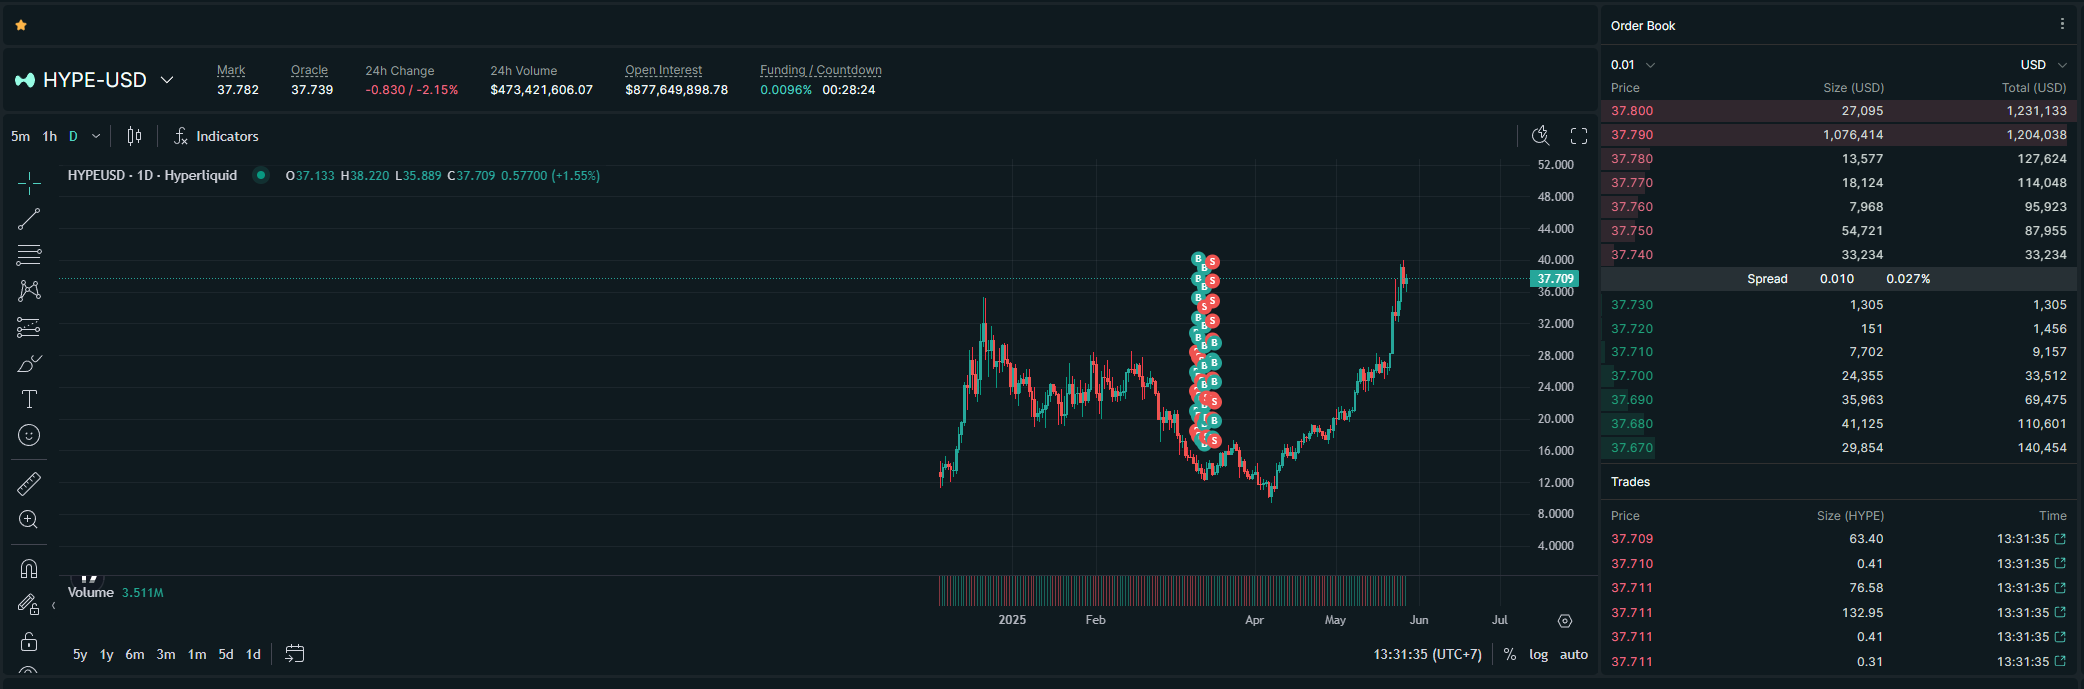 HYPE-USD
Mark
37.782
Oracle
37.739
24h Change
-0.830 / -2.15%
24h Volume
$473,421,606.07
Open Interest
$877,649,898.78
Funding / Countdown
0.0096% 00:28:24
5m 1h D Indicators
HYPEUSD · 1D · Hyperliquid O37.133 H38.220 L35.889 C37.709 0.57700 (+1.55%)
52.000
48.000
44.000
40.000
37.709
36.000
32.000
28.000
24.000
20.000
16.000
12.000
8.0000
4.0000
Volume 3.511M
2025 Feb Apr May Jun Jul
5y 1y 6m 3m 1m 5d 1d
13:31:35 (UTC+7) % log auto
Order Book
0.01 USD
Price Size (USD) Total (USD)
37.800 27,095 1,231,133
37.790 1,076,414 1,204,038
37.780 13,577 127,624
37.770 18,124 114,048
37.760 7,968 95,923
37.750 54,721 87,955
37.740 33,234 33,234
Spread 0.010 0.027%
37.730 1,305 1,305
37.720 151 1,456
37.710 7,702 9,157
37.700 24,355 33,512
37.690 35,963 69,475
37.680 41,125 110,601
37.670 29,854 140,454
Trades
Price Size (HYPE) Time
37.709 63.40 13:31:35
37.710 0.41 13:31:35
37.711 76.58 13:31:35
37.711 132.95 13:31:35
37.711 0.41 13:31:35
37.711 0.31 13:31:35